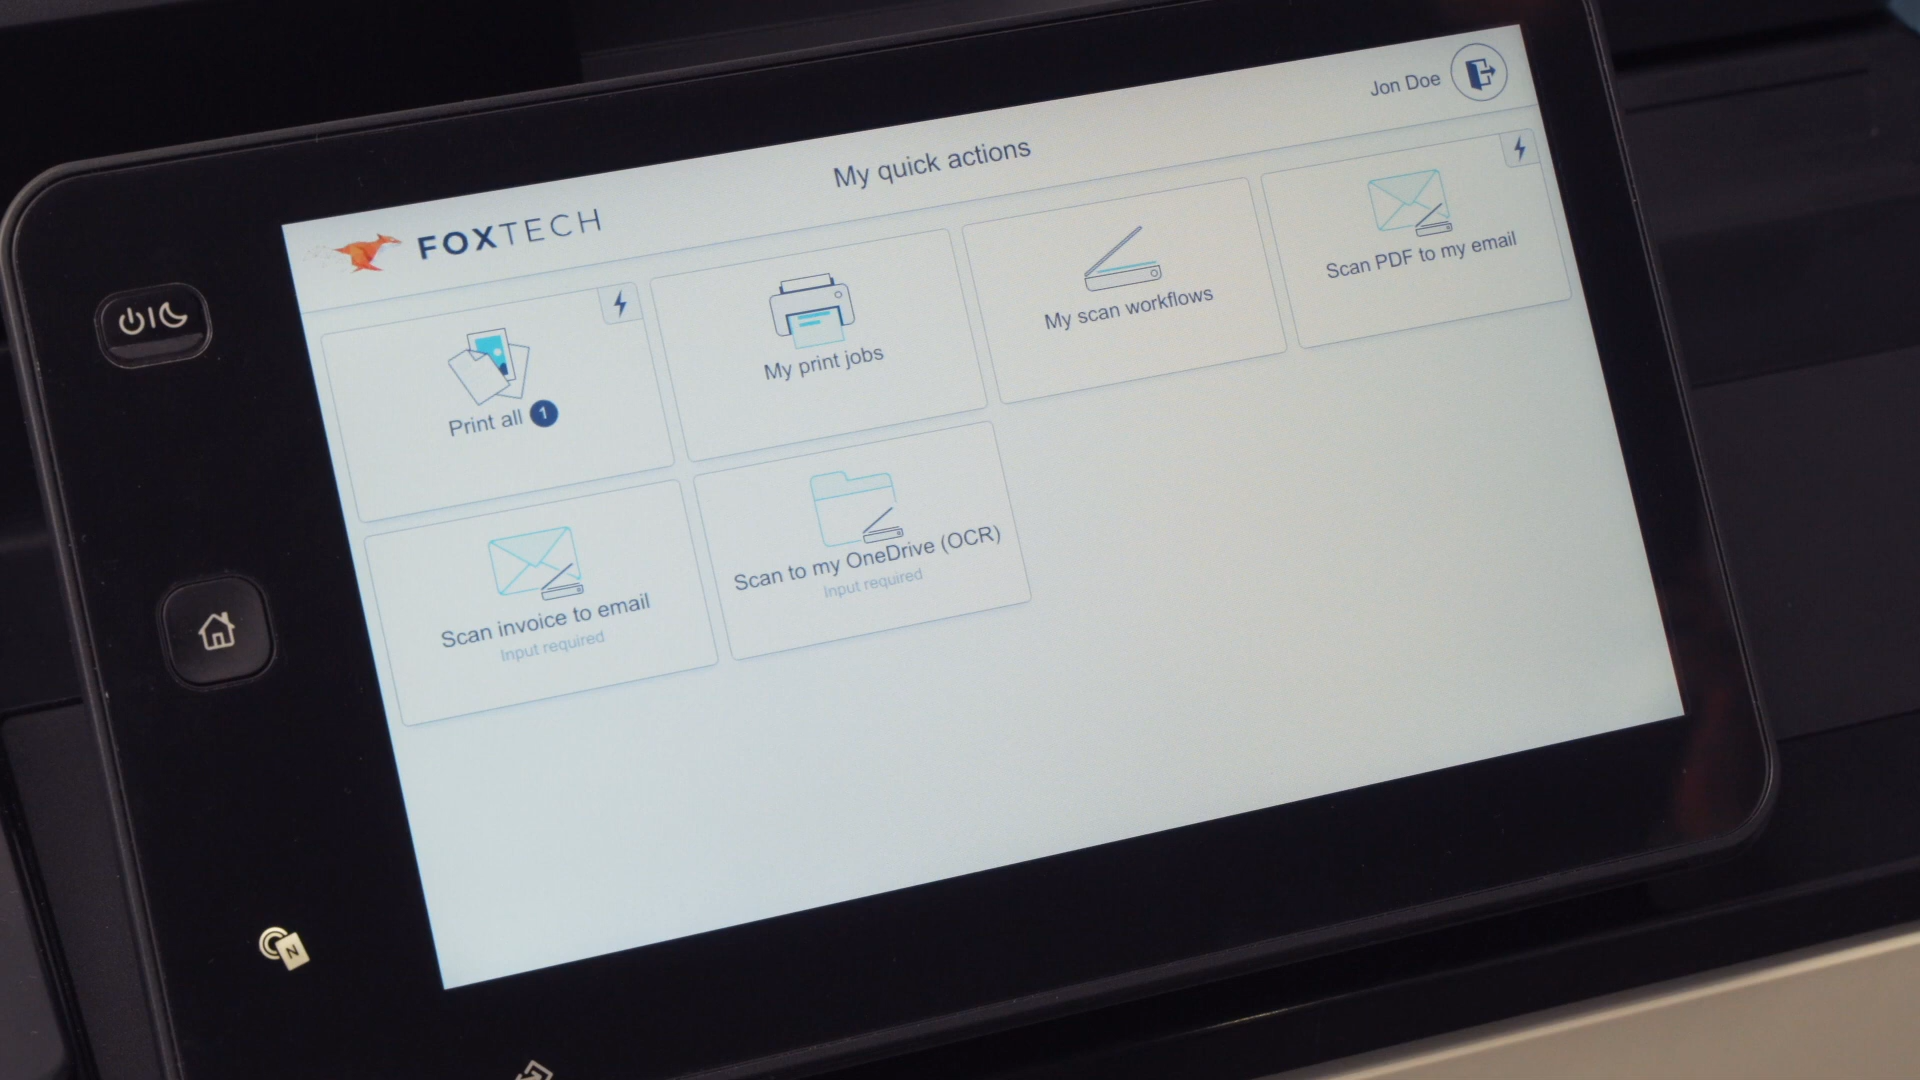 Jon Doe
My quick actions
FOXTECH
Print all 1
My print jobs
My scan workflows
Scan PDF to my email
Scan invoice to email
Input required
Scan to my OneDrive (OCR)
Input required
N